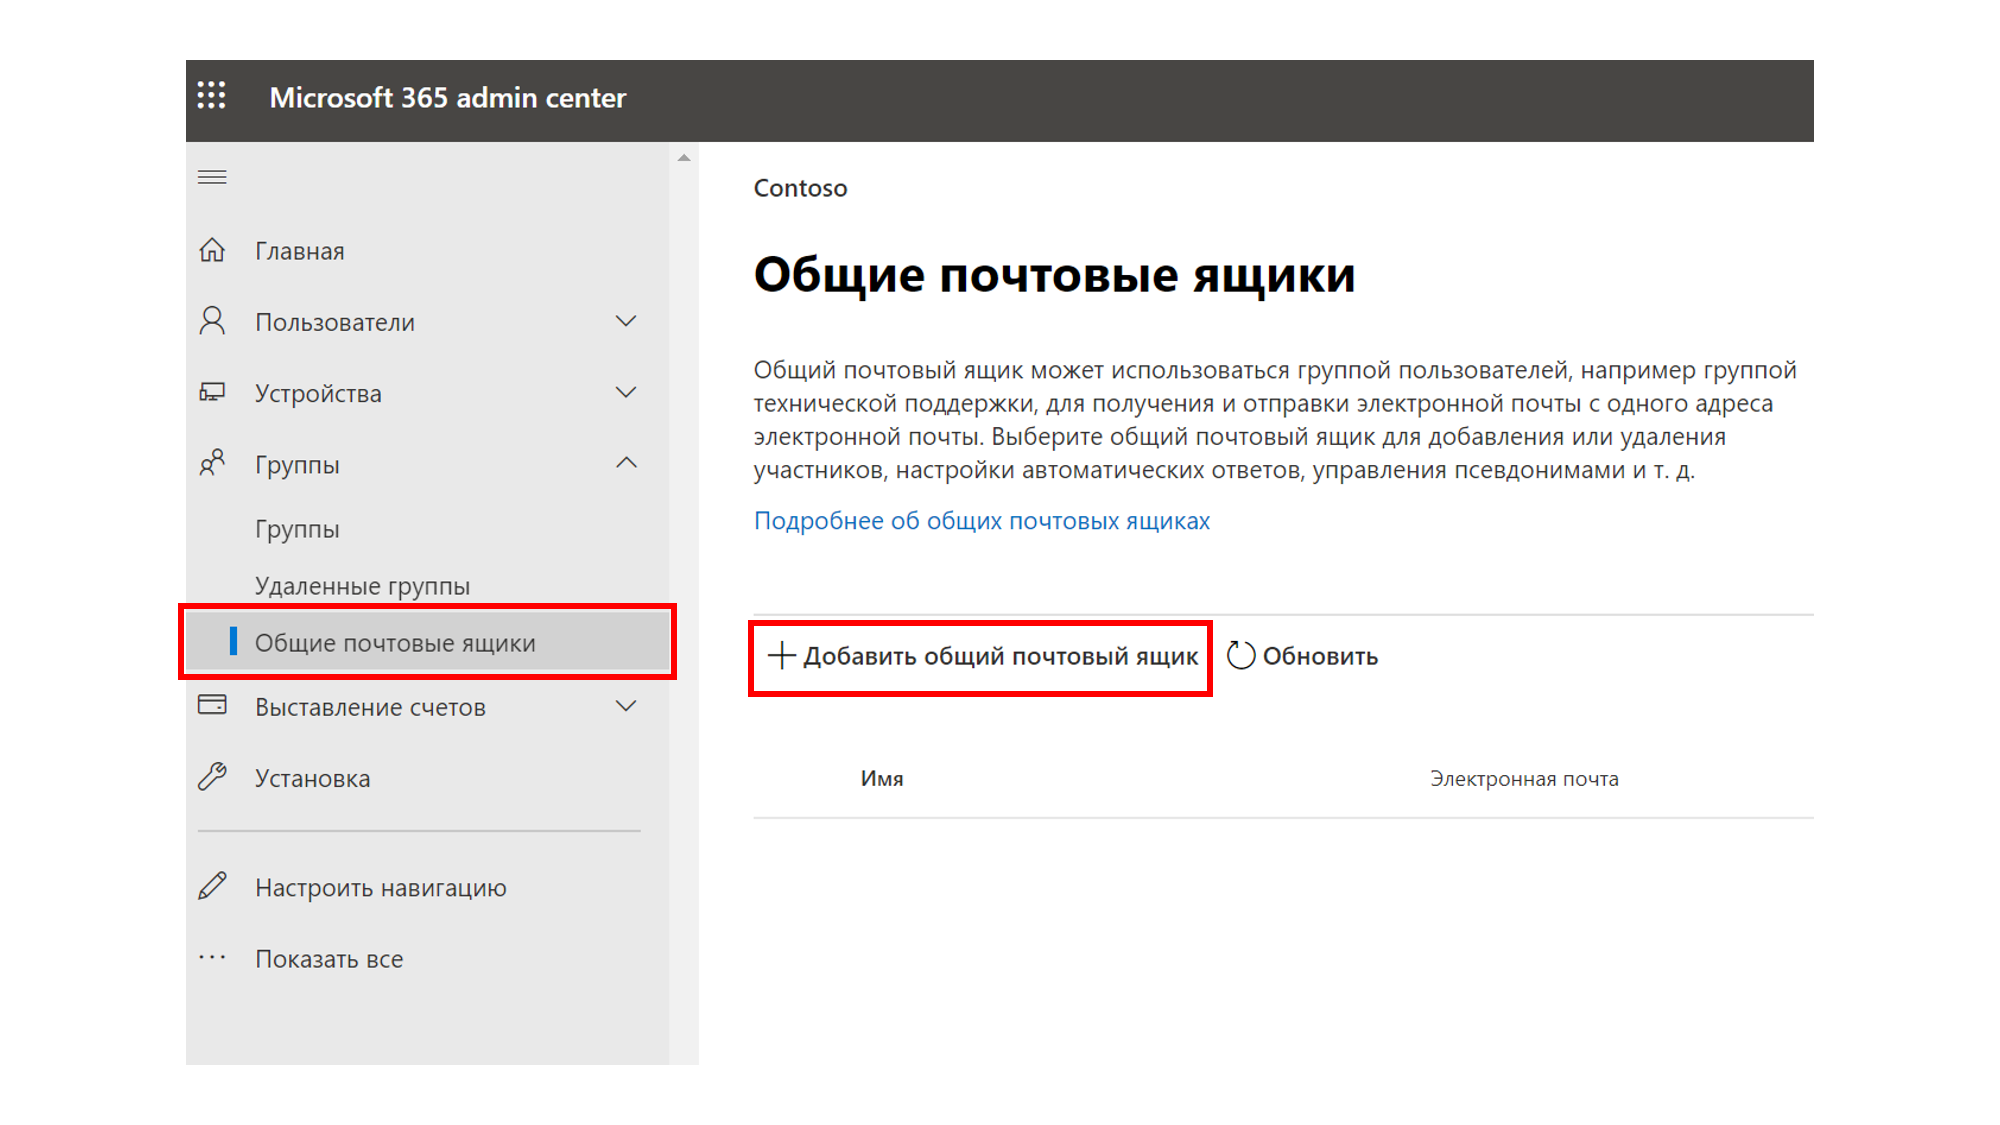 Microsoft 365 admin center
Главная
Пользователи
Устройства
Группы
Группы
Удаленные группы
Общие почтовые ящики
Выставление счетов
Установка
Настроить навигацию
Показать все
Contoso
Общие почтовые ящики
Общий почтовый ящик может использоваться группой пользователей, например группой
технической поддержки, для получения и отправки электронной почты с одного адреса
электронной почты. Выберите общий почтовый ящик для добавления или удаления
участников, настройки автоматических ответов, управления псевдонимами и т. д.
Подробнее об общих почтовых ящиках
Добавить общий почтовый ящик Обновить
Имя Электронная почта